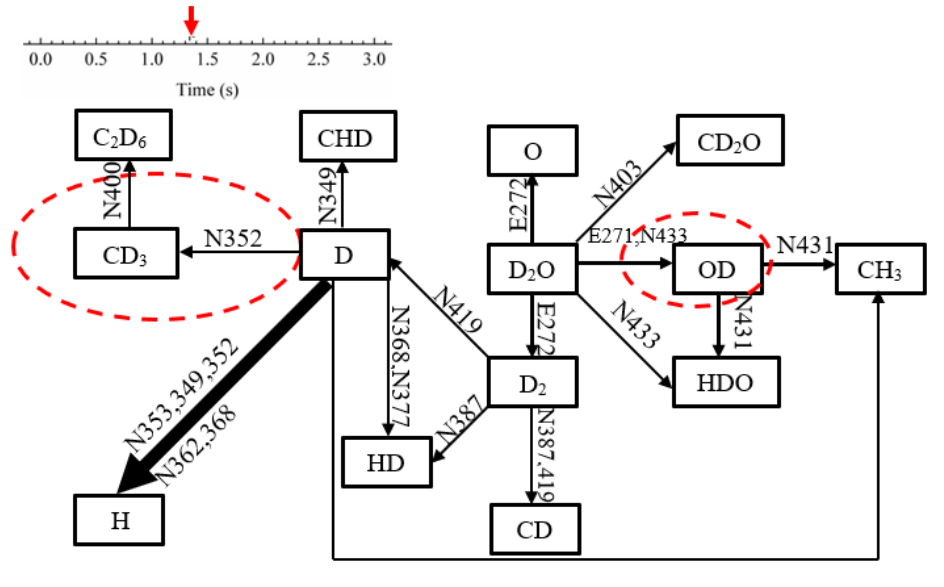 0.0 0.5 1.0 1.5 2.0 2.5 3.0
Time (s)
C₂D₆
CHD
O
CD₂O
N400
N349
E272
N403
CD₃
N352
D
D₂O
E271,N433
OD
N431
CH₃
N419
E272
N433
N431
N353,349,352
N362,368
N368,N377
D₂
HDO
N387
N387,419
HD
H
CD